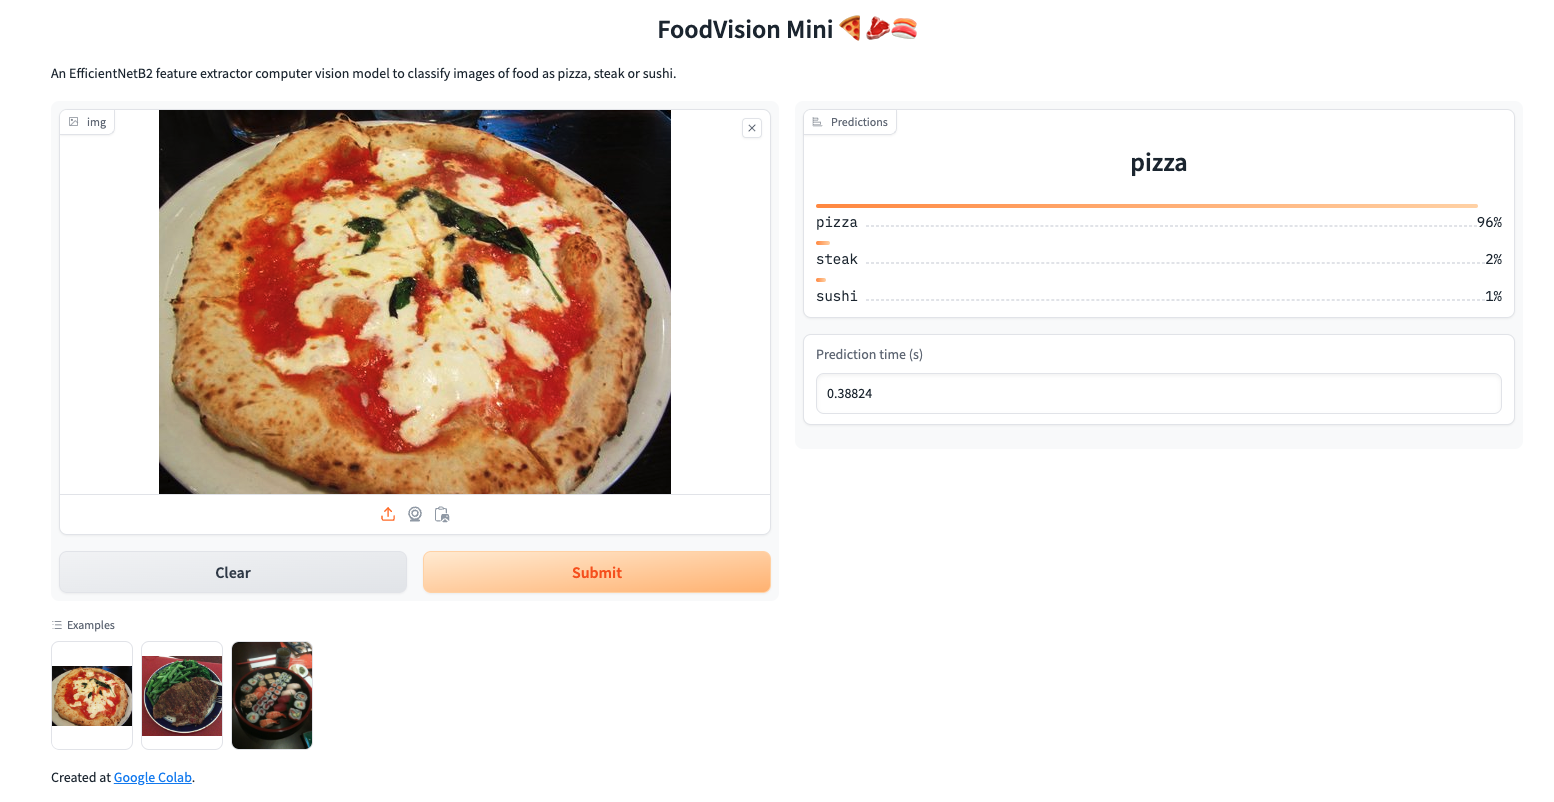 FoodVision Mini 🍕🥩🍣
An EfficientNetB2 feature extractor computer vision model to classify images of food as pizza, steak or sushi.
img
Clear
Submit
Predictions
pizza
pizza 96%
steak 2%
sushi 1%
Prediction time (s)
0.38824
Examples
Created at Google Colab.